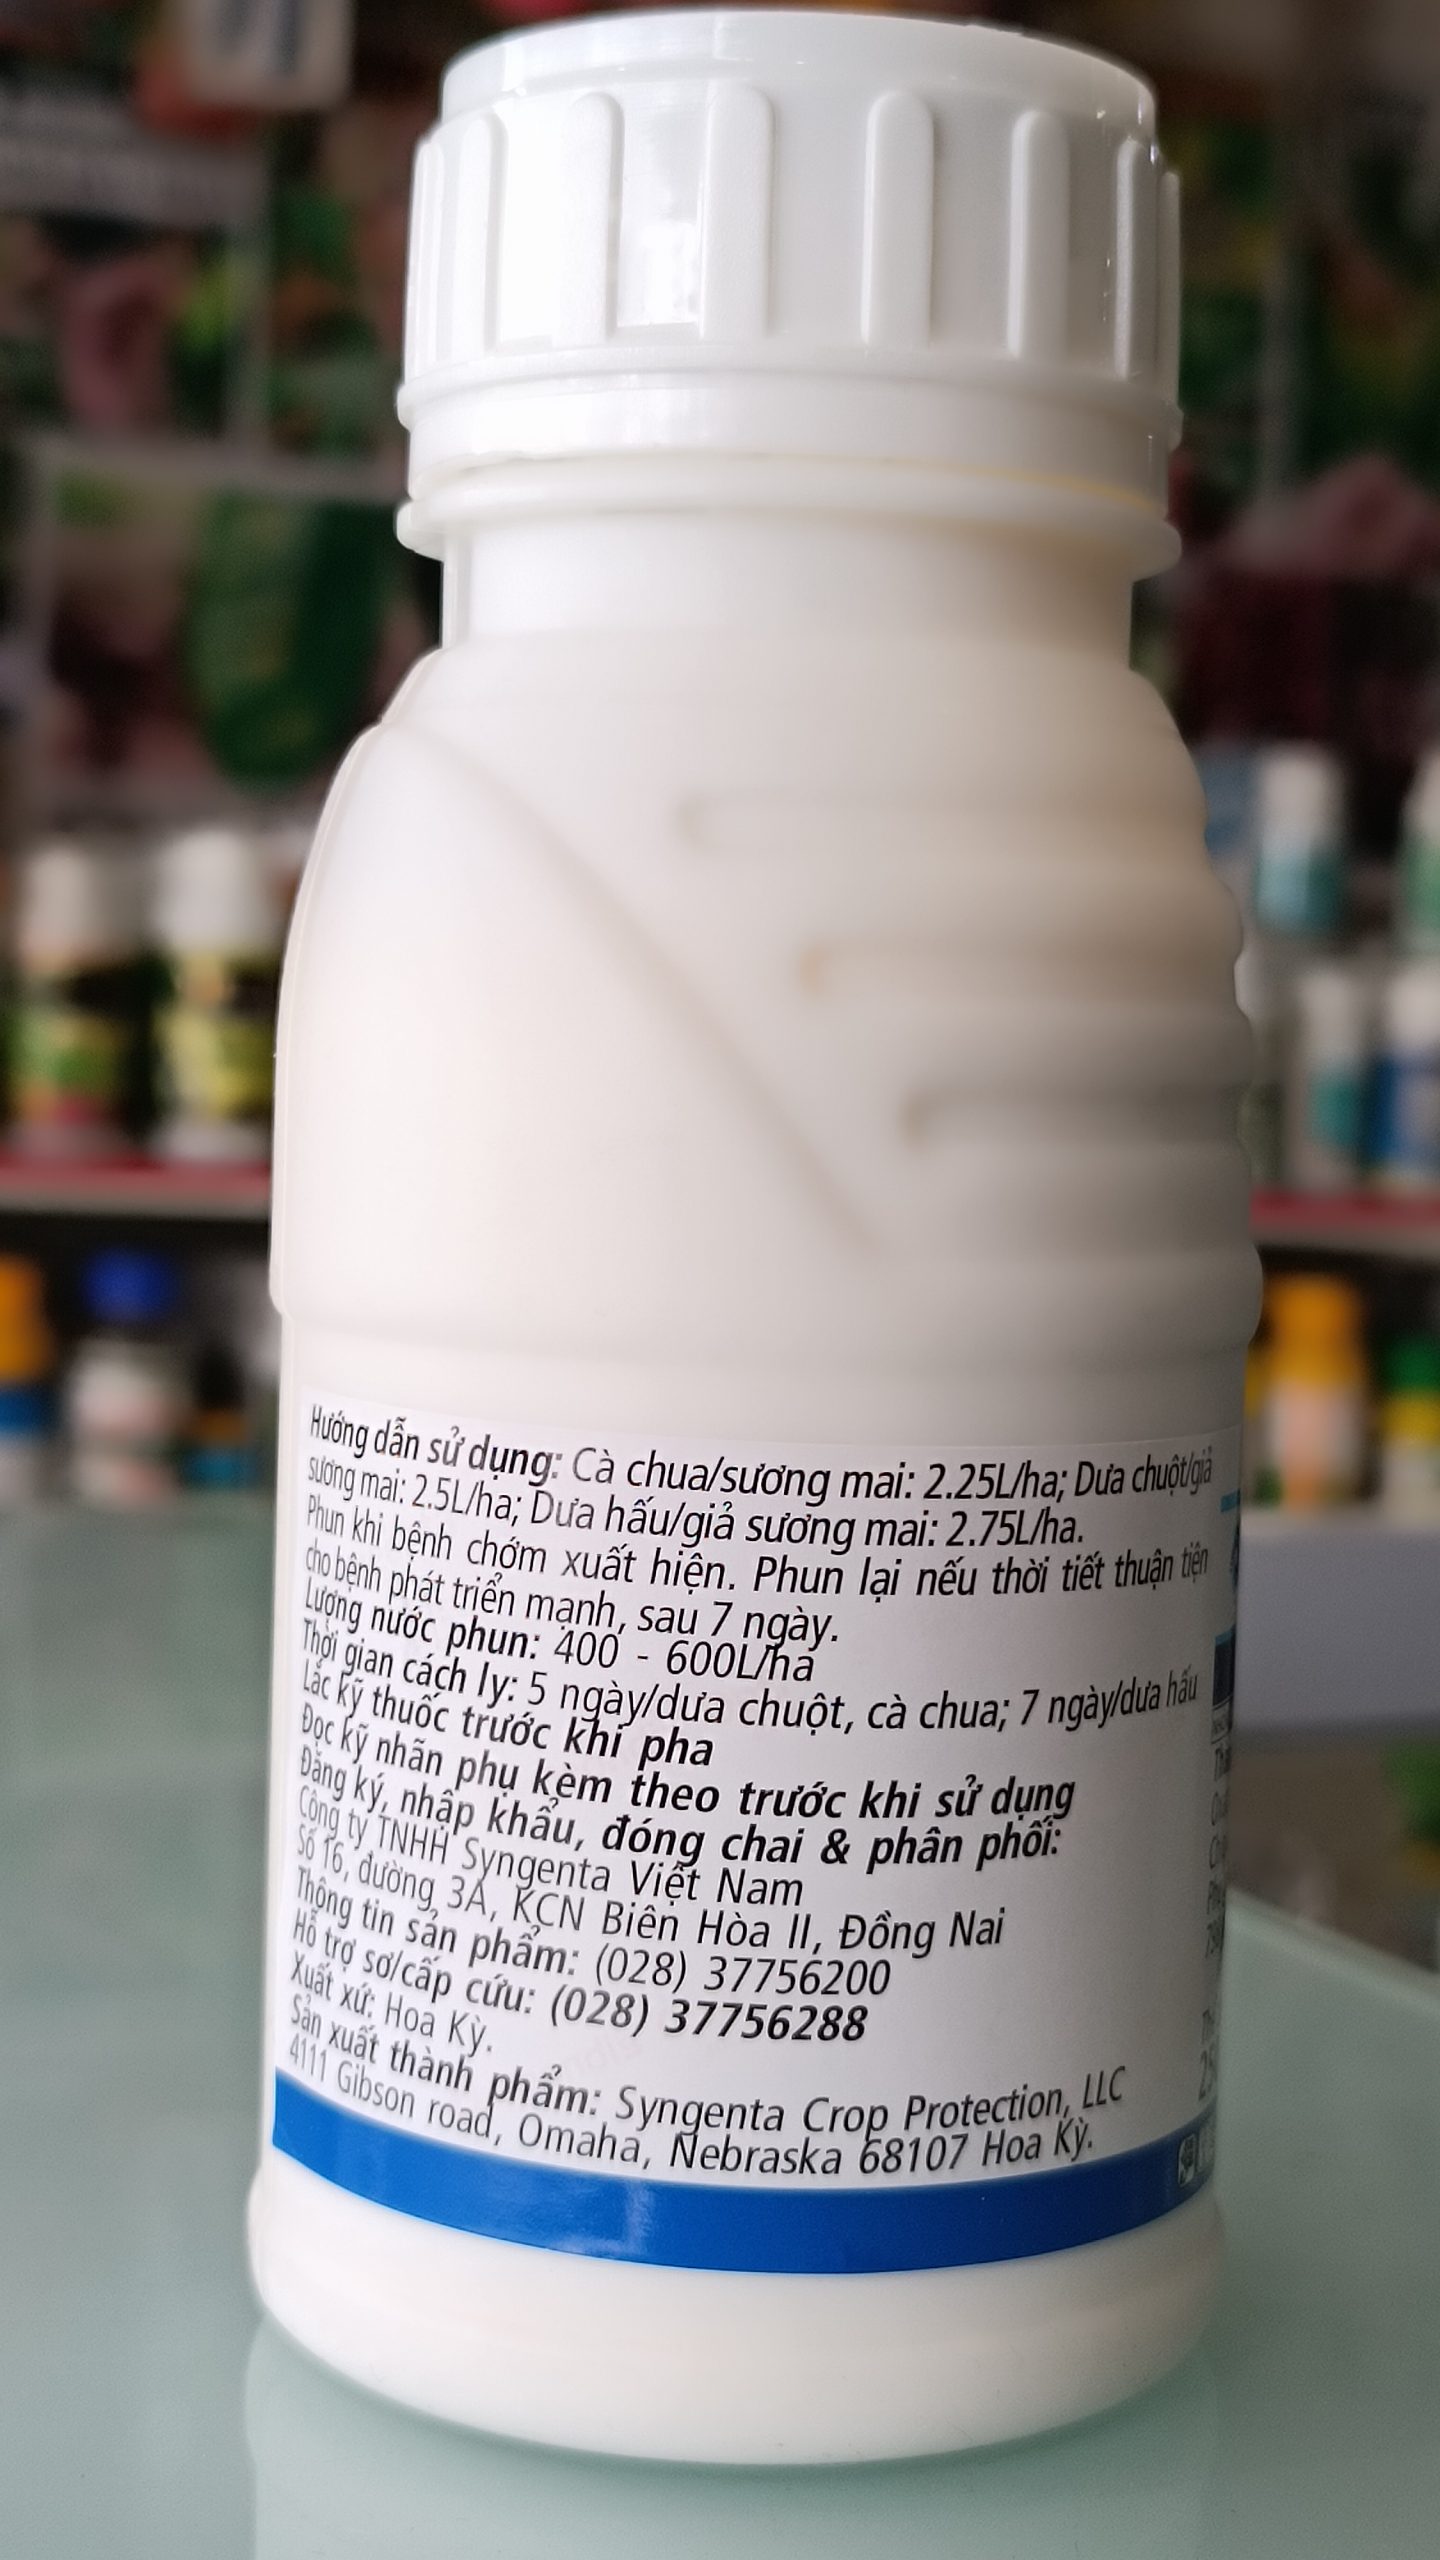 Hướng dẫn sử dụng: Cà chua/sương mai: 2.25L/ha; Dưa chuột/giả
sương mai: 2.5L/ha; Dưa hấu/giả sương mai: 2.75L/ha.
Phun khi bệnh chớm xuất hiện. Phun lại nếu thời tiết thuận tiện
cho bệnh phát triển mạnh, sau 7 ngày.
Lượng nước phun: 400 - 600L/ha
Thời gian cách ly: 5 ngày/dưa chuột, cà chua; 7 ngày/dưa hấu
Lắc kỹ thuốc trước khi pha
Đọc kỹ nhãn phụ kèm theo trước khi sử dụng
Đăng ký, nhập khẩu, đóng chai & phân phối:
Công ty TNHH Syngenta Việt Nam
Số 16, đường 3A, KCN Biên Hòa II, Đồng Nai
Thông tin sản phẩm: (028) 37756200
Hỗ trợ sơ/cấp cứu: (028) 37756288
Xuất xứ: Hoa Kỳ.
Sản xuất thành phẩm: Syngenta Crop Protection, LLC
4111 Gibson road, Omaha, Nebraska 68107 Hoa Kỳ.